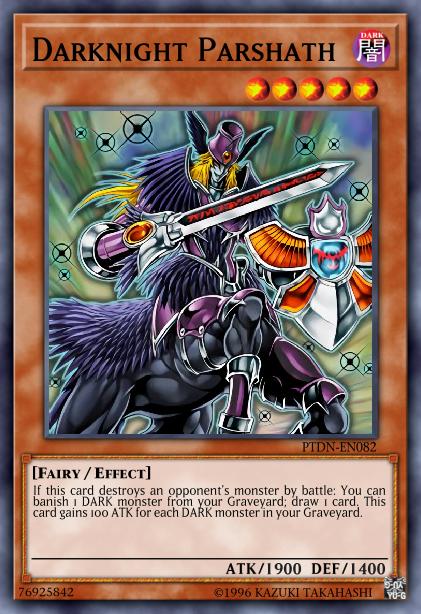 DARKNIGHT PARSHATH
DARK
闇
PTDN-EN082
[FAIRY / EFFECT]
If this card destroys an opponent's monster by battle: You can
banish 1 DARK monster from your Graveyard; draw 1 card. This
card gains 100 ATK for each DARK monster in your Graveyard.
ATK/1900 DEF/1400
76925842
©1996 KAZUKI TAKAHASHI